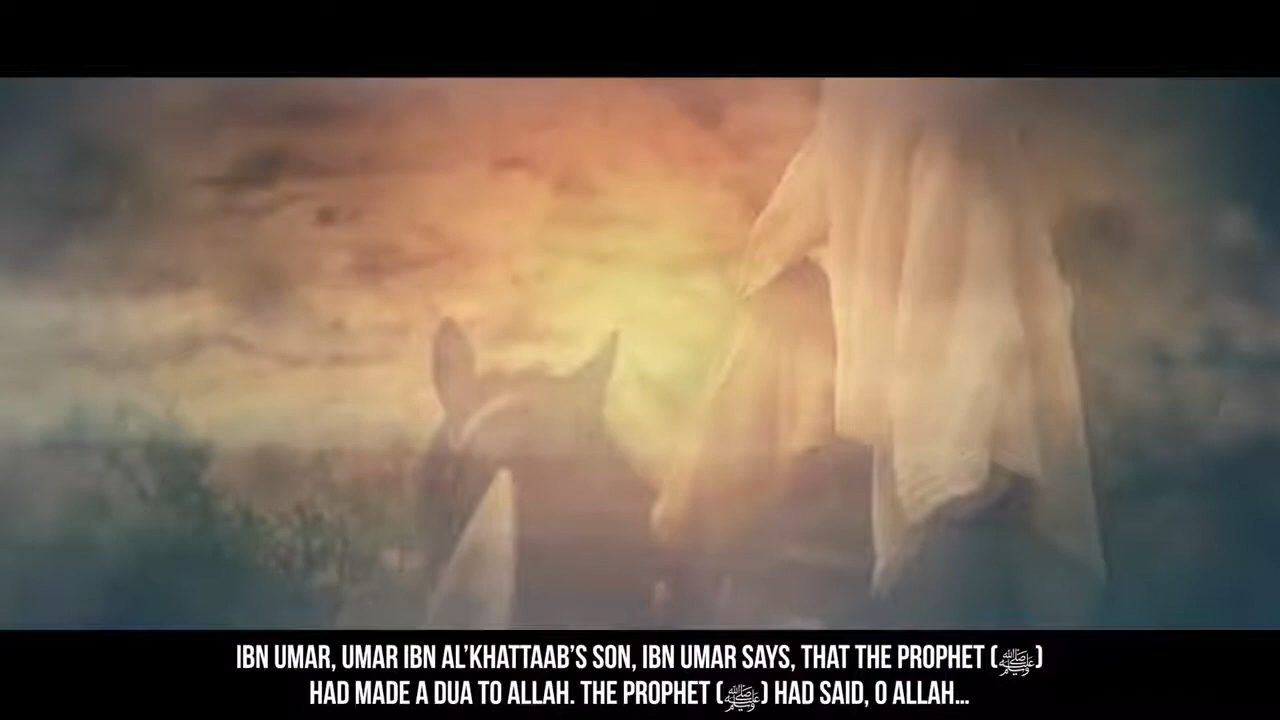 IBN UMAR, UMAR IBN AL'KHATTAAB'S SON, IBN UMAR SAYS, THAT THE PROPHET (ﷺ)
HAD MADE A DUA TO ALLAH. THE PROPHET (ﷺ) HAD SAID, O ALLAH...